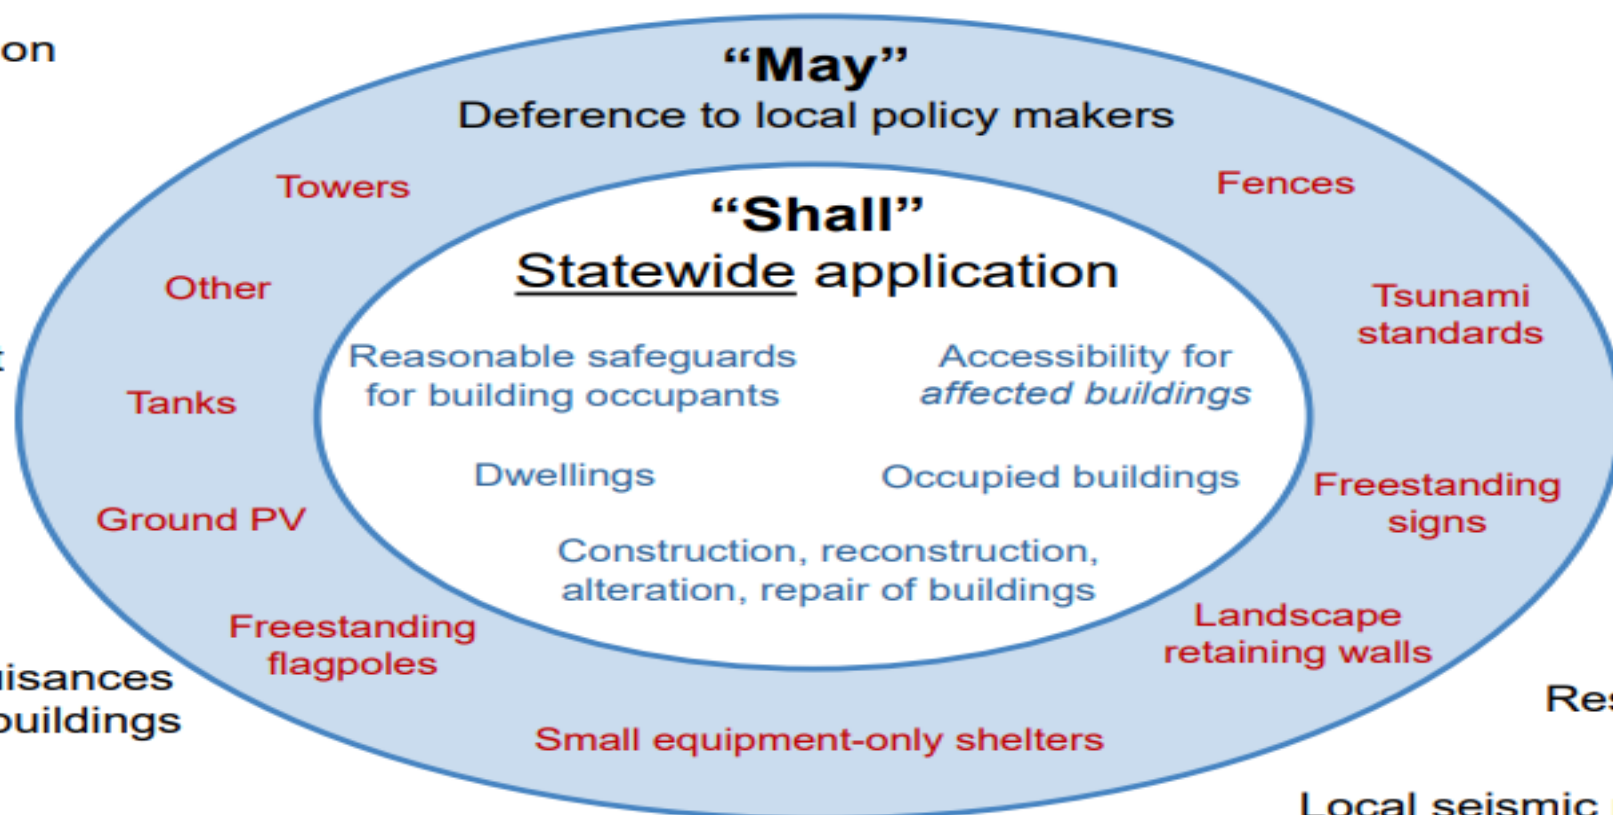 on
“May”
Deference to local policy makers
Towers
Fences
“Shall”
Statewide application
Other
Tsunami
standards
Reasonable safeguards
for building occupants
Accessibility for
affected buildings
Tanks
Dwellings
Occupied buildings
Freestanding
signs
Ground PV
Construction, reconstruction,
alteration, repair of buildings
Freestanding
flagpoles
Landscape
retaining walls
isances
buildings
Res
Small equipment-only shelters
Local seismic